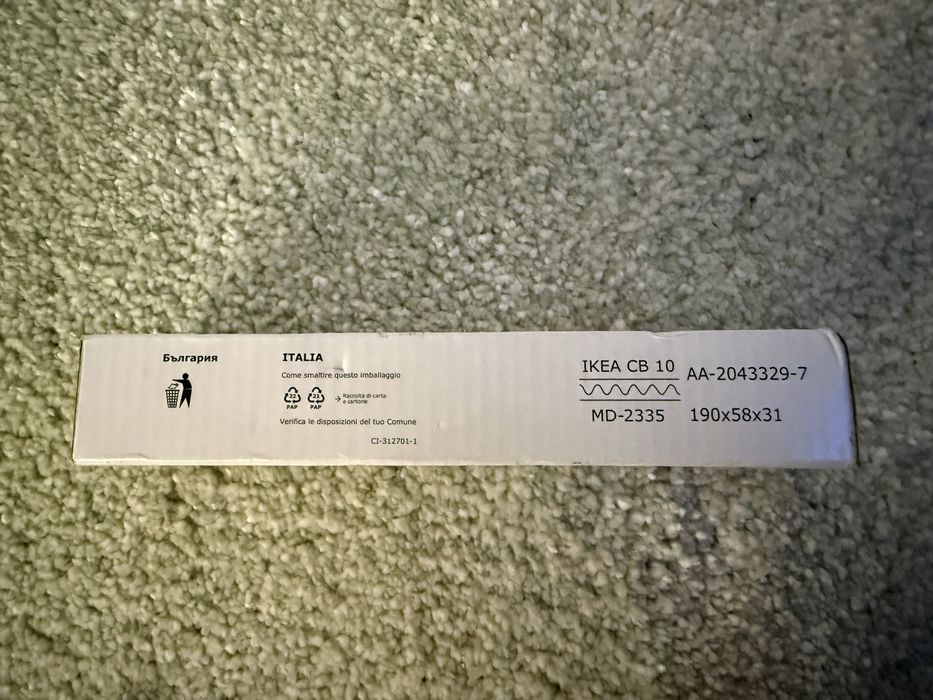 България
ITALIA
Come smaltire questo imballaggio
22 21
PAP PAP
Raccolta di carta
e cartone
Verifica le disposizioni del tuo Comune
CI-312701-1
IKEA CB 10
MD-2335
AA-2043329-7
190x58x31